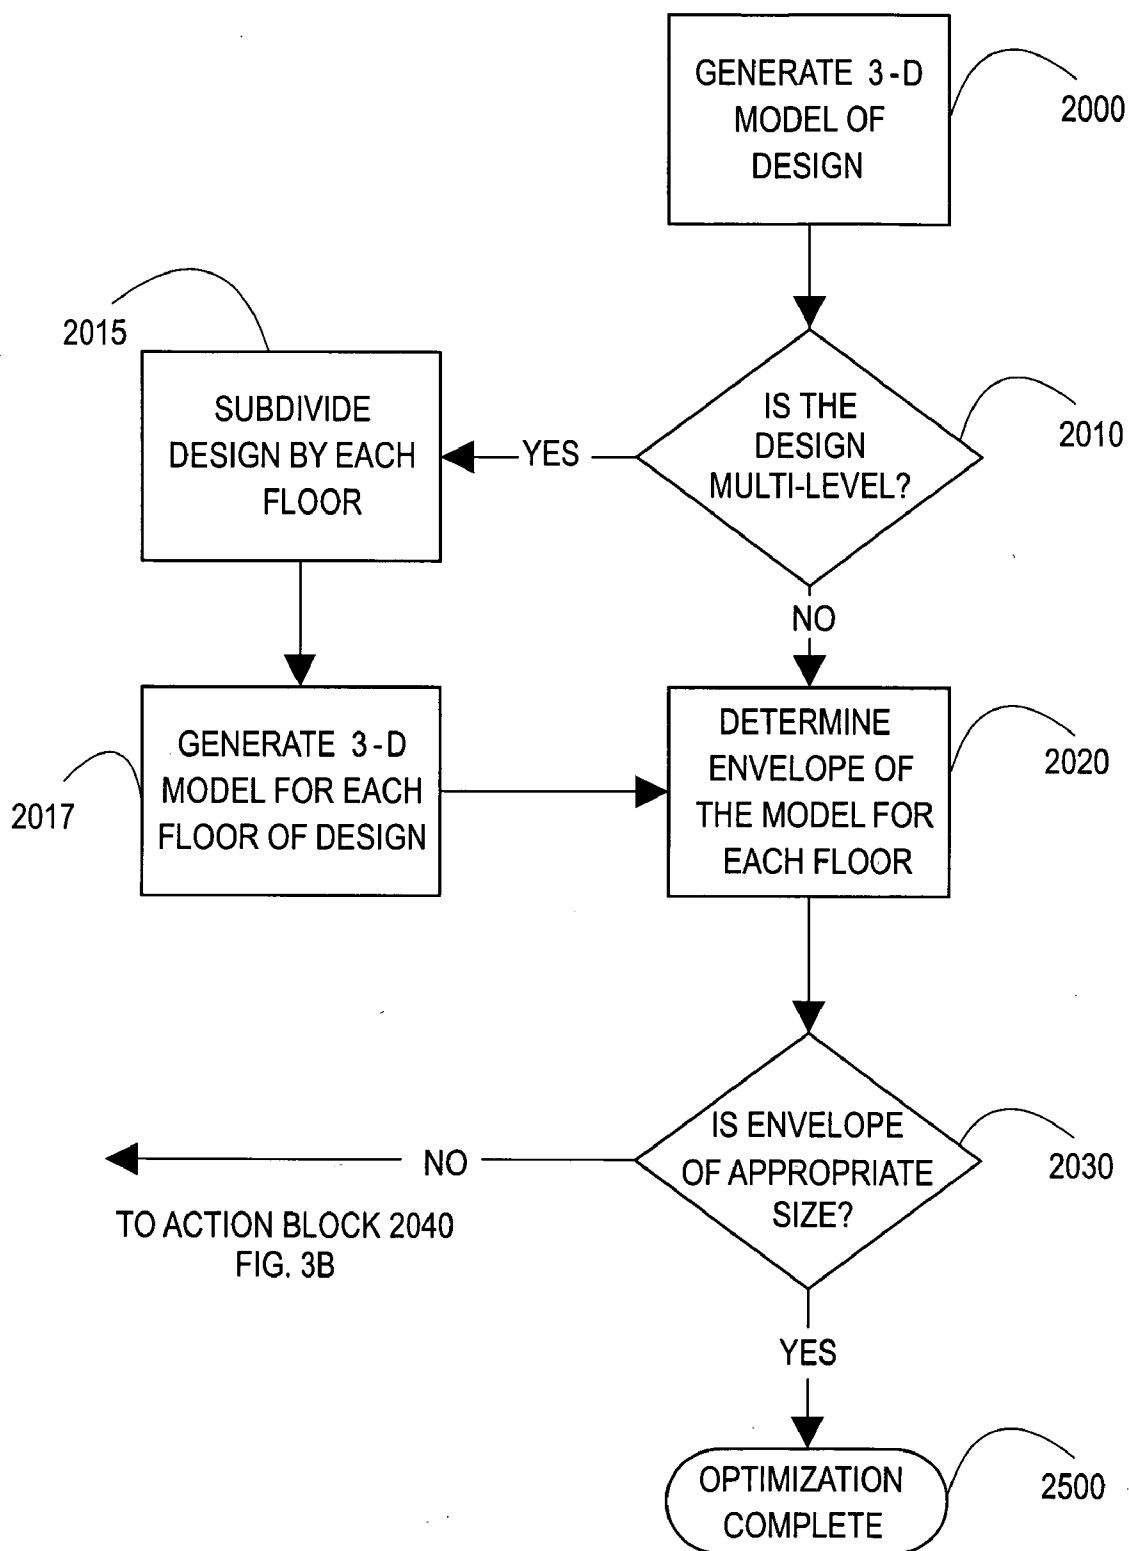 GENERATE 3-D
MODEL OF
DESIGN
2000
2015
SUBDIVIDE
DESIGN BY EACH
FLOOR
YES
IS THE
DESIGN
MULTI-LEVEL?
2010
NO
GENERATE 3-D
MODEL FOR EACH
FLOOR OF DESIGN
2017
DETERMINE
ENVELOPE OF
THE MODEL FOR
EACH FLOOR
2020
IS ENVELOPE
OF APPROPRIATE
SIZE?
2030
NO
TO ACTION BLOCK 2040
FIG. 3B
YES
OPTIMIZATION
COMPLETE
2500